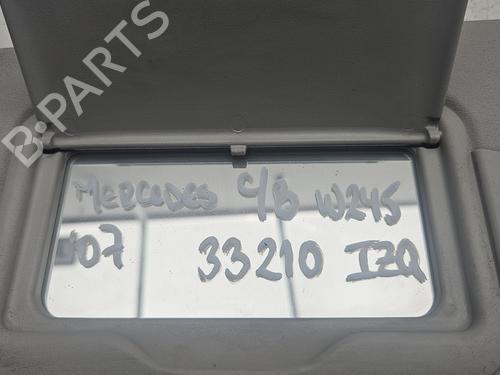 B-PARTS
MERCEDES C/B W245
07 33210 IZQ